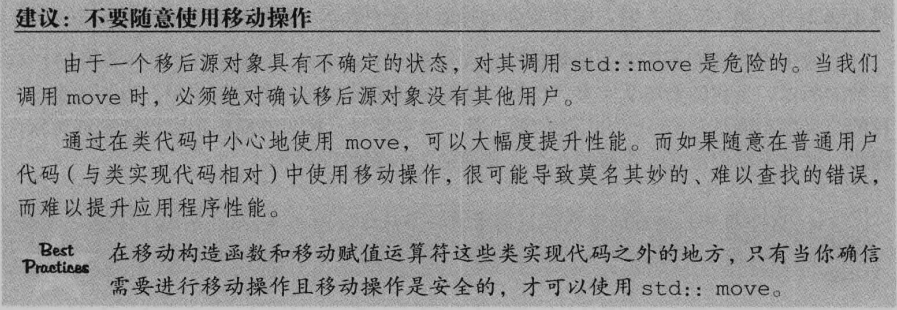 建议：不要随意使用移动操作
由于一个移后源对象具有不确定的状态，对其调用 std::move 是危险的。当我们
调用 move 时，必须绝对确认移后源对象没有其他用户。
通过在类代码中小心地使用 move，可以大幅度提升性能。而如果随意在普通用户
代码（与类实现代码相对）中使用移动操作，很可能导致莫名其妙的、难以查找的错误，
而难以提升应用程序性能。
Best 在移动构造函数和移动赋值运算符这些类实现代码之外的地方，只有当你确信
Practices 需要进行移动操作且移动操作是安全的，才可以使用 std:: move。